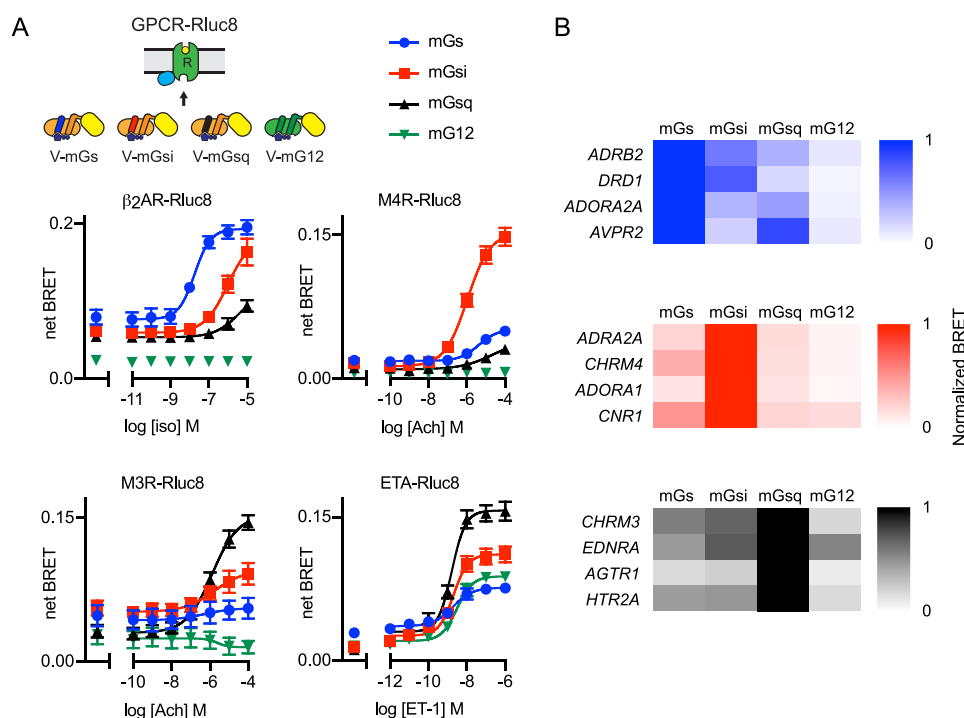 A
GPCR-Rluc8
R
V-mGs V-mGsi V-mGsq V-mG12
mGs
mGsi
mGsq
mG12
β2AR-Rluc8
net BRET
0.2
0.0
-11 -9 -7 -5
log [iso] M
M4R-Rluc8
net BRET
0.15
0.00
-10 -8 -6 -4
log [Ach] M
M3R-Rluc8
net BRET
0.15
0.00
-10 -8 -6 -4
log [Ach] M
ETA-Rluc8
net BRET
0.15
0.00
-12 -10 -8 -6
log [ET-1] M
B
mGs mGsi mGsq mG12
ADRB2
DRD1
ADORA2A
AVPR2
1
0
mGs mGsi mGsq mG12
ADRA2A
CHRM4
ADORA1
CNR1
1
0
Normalized BRET
mGs mGsi mGsq mG12
CHRM3
EDNRA
AGTR1
HTR2A
1
0